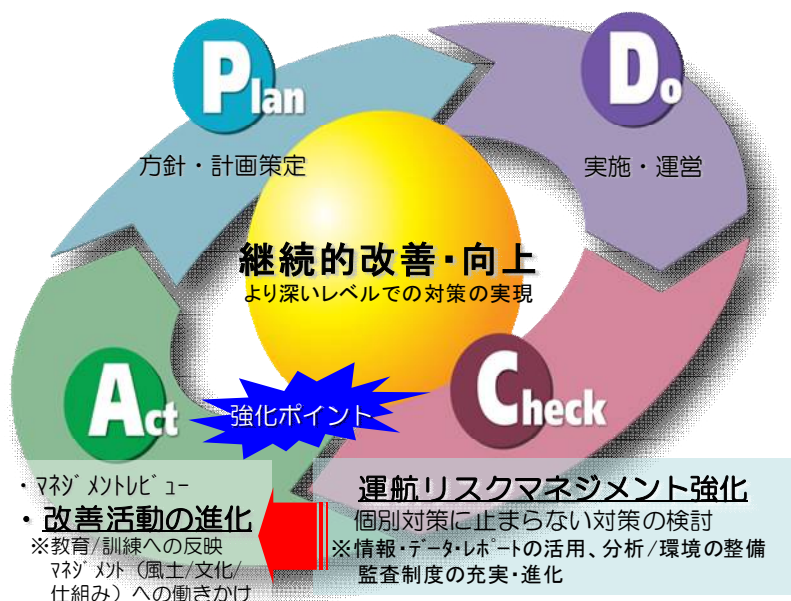 Plan
方針・計画策定
Do
実施・運営
継続的改善・向上
より深いレベルでの対策の実現
Act
強化ポイント
Check
・ﾏﾈｼﾞﾒﾝﾄﾚﾋﾞｭｰ
・改善活動の進化
※教育/訓練への反映
ﾏﾈｼﾞﾒﾝﾄ（風土/文化/
仕組み）への働きかけ
運航リスクマネジメント強化
個別対策に止まらない対策の検討
※情報・ﾃﾞｰﾀ・ﾚﾎﾟｰﾄの活用、分析/環境の整備
監査制度の充実・進化